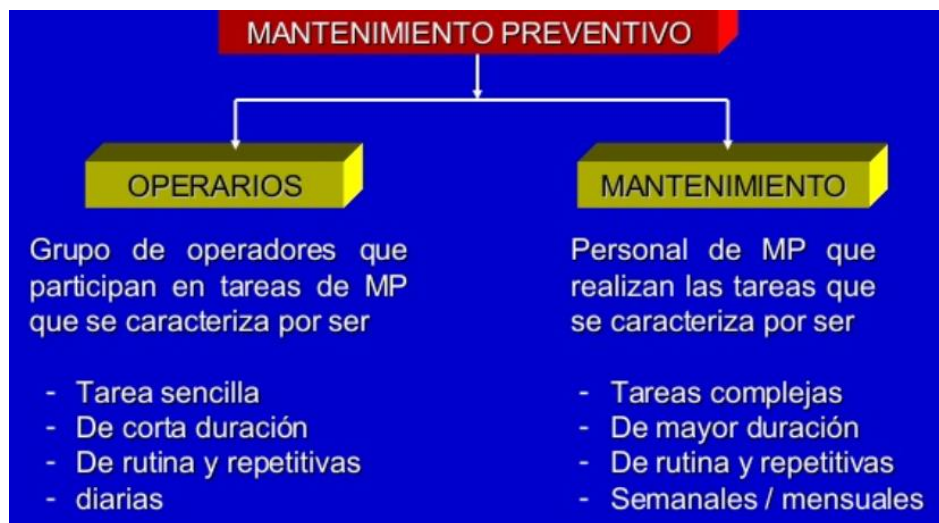 MANTENIMIENTO PREVENTIVO
OPERARIOS
Grupo de operadores que
participan en tareas de MP
que se caracteriza por ser
- Tarea sencilla
- De corta duración
- De rutina y repetitivas
- diarias
MANTENIMIENTO
Personal de MP que
realizan las tareas que
se caracteriza por ser
- Tareas complejas
- De mayor duración
- De rutina y repetitivas
- Semanales / mensuales